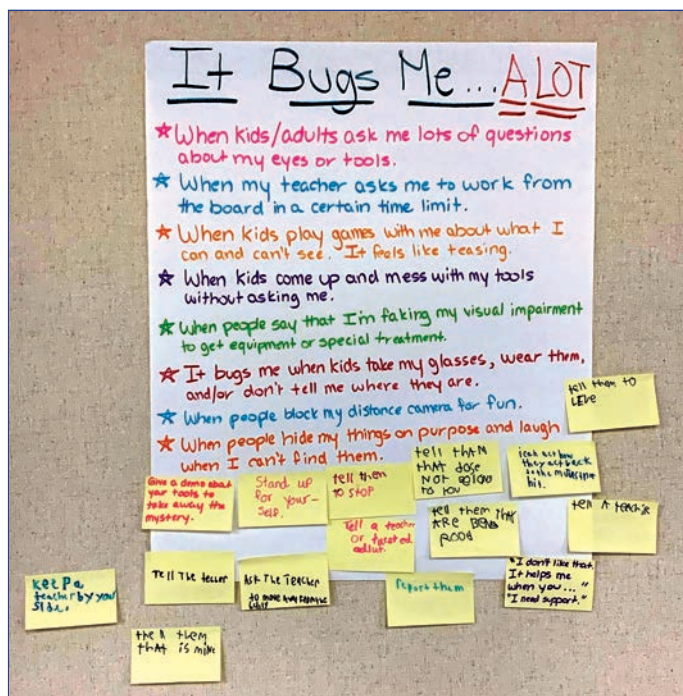 It Bugs Me... A LOT
☆ When kids/adults ask me lots of questions
about my eyes or tools.
☆ When my teacher asks me to work from
the board in a certain time limit.
☆ When kids play games with me about what I
can and can't see. It feels like teasing.
☆ When kids come up and mess with my tools
without asking me.
☆ When people say that I'm faking my visual impairment
to get equipment or special treatment.
☆ It bugs me when kids take my glasses, wear them,
and/or don't tell me where they are.
☆ When people block my distance camera for fun.
☆ When people hide my things on purpose and laugh
when I can't find them.
tell them to
LEVe
Give a demo about
your tools to
take away the
mystery.
Stand up
for your-
self.
tell them
to STOP
tell thAM
THAT DOSE
NOT BOloNG
to YOU
they act back
Tell a teacher
or trusted
adult.
tell them THAT
ARE BEING
ROOD
tell A teacher
keep a
teacher by your
side.
Tell The teecher
ASK The TeaCHer
to move away
report them
"I don't like that.
It helps me
when you..."
"I need support."
them
tHAT is mine